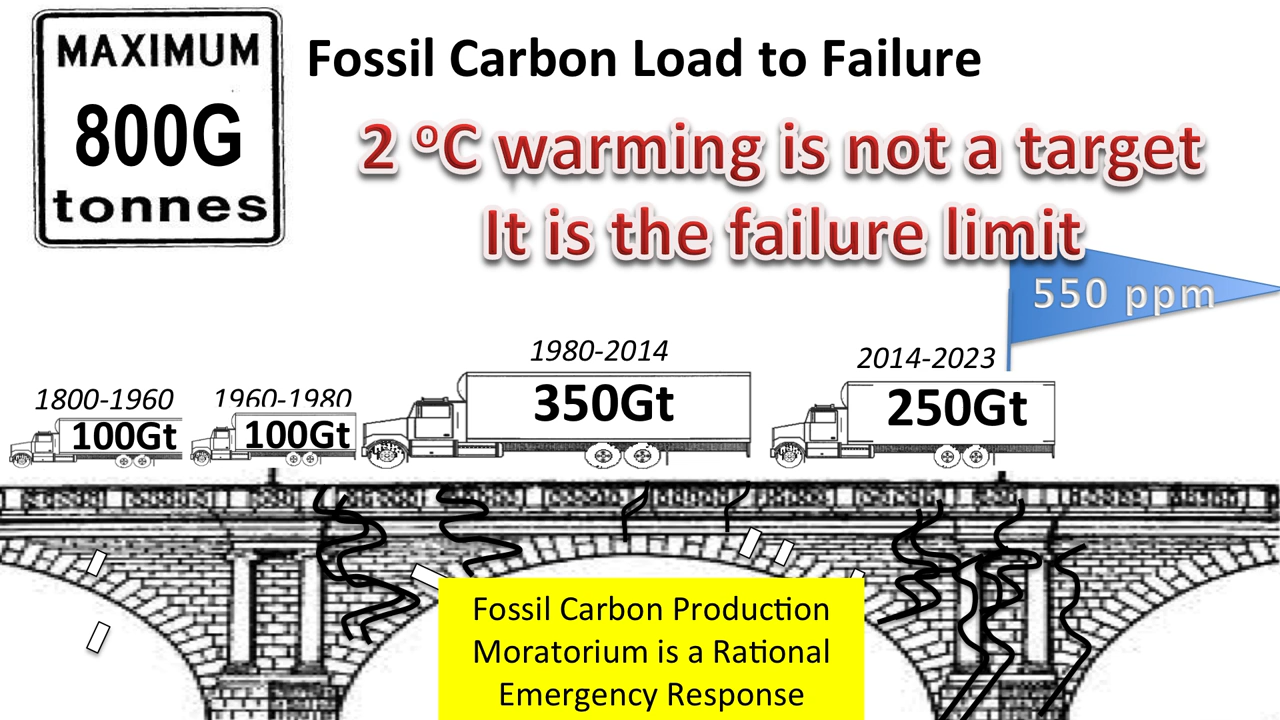 MAXIMUM
800G
tonnes
Fossil Carbon Load to Failure
2 ºC warming is not a target
It is the failure limit
550 ppm
1800-1960
100Gt
1960-1980
100Gt
1980-2014
350Gt
2014-2023
250Gt
Fossil Carbon Production
Moratorium is a Rational
Emergency Response